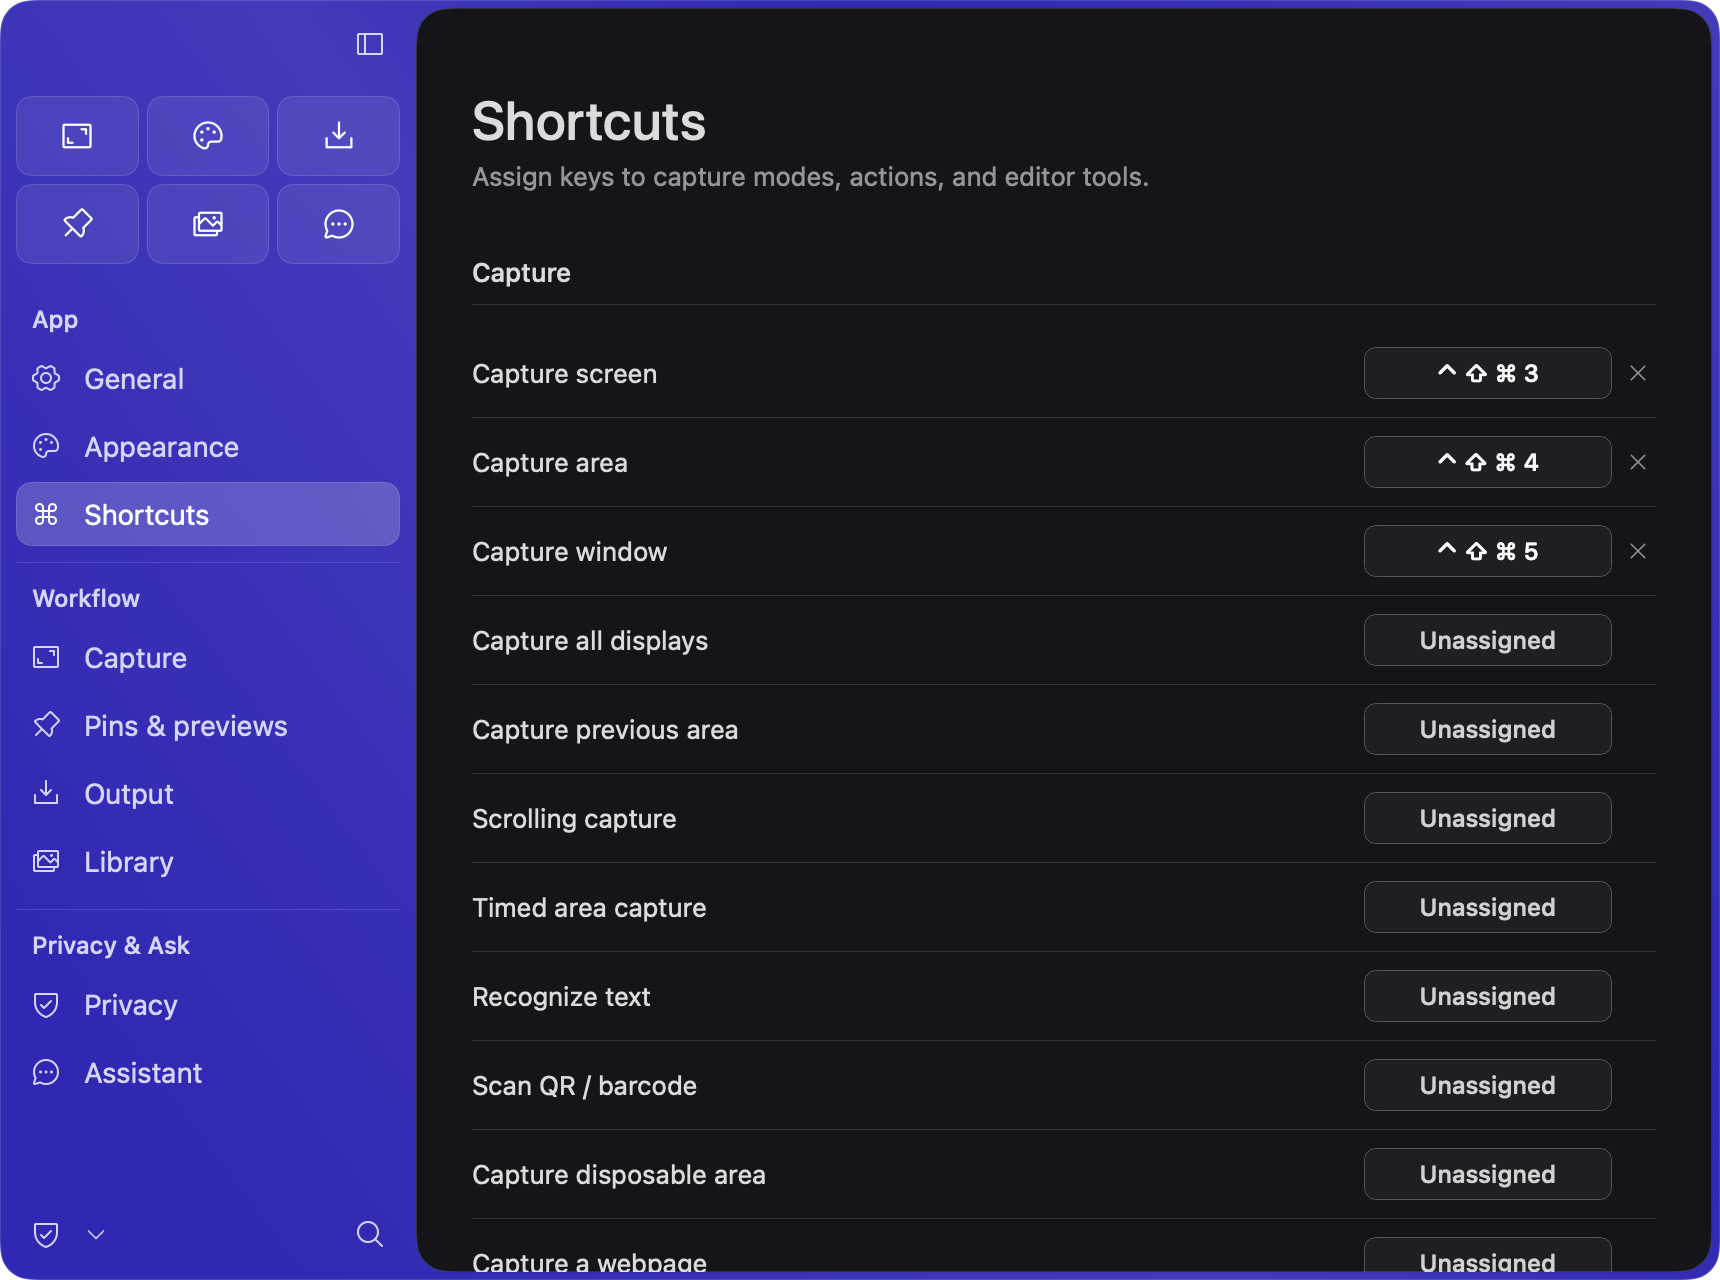 App
General
Appearance
Shortcuts
Workflow
Capture
Pins & previews
Output
Library
Privacy & Ask
Privacy
Assistant
Shortcuts
Assign keys to capture modes, actions, and editor tools.
Capture
Capture screen
^ ⇧ ⌘ 3
Capture area
^ ⇧ ⌘ 4
Capture window
^ ⇧ ⌘ 5
Capture all displays
Unassigned
Capture previous area
Unassigned
Scrolling capture
Unassigned
Timed area capture
Unassigned
Recognize text
Unassigned
Scan QR / barcode
Unassigned
Capture disposable area
Unassigned
Capture a webpage
Unassigned